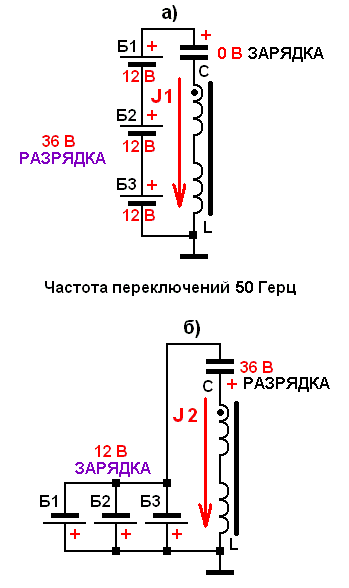 а)
Б1 + +
0 В ЗАРЯДКА
12 В
C
J1
Б2 +
12 В
36 В
РАЗРЯДКА
Б3 +
12 В
L
Частота переключений 50 Герц
б)
36 В
C + РАЗРЯДКА
J2
12 В
ЗАРЯДКА
Б1 Б2 Б3
+ + +
L